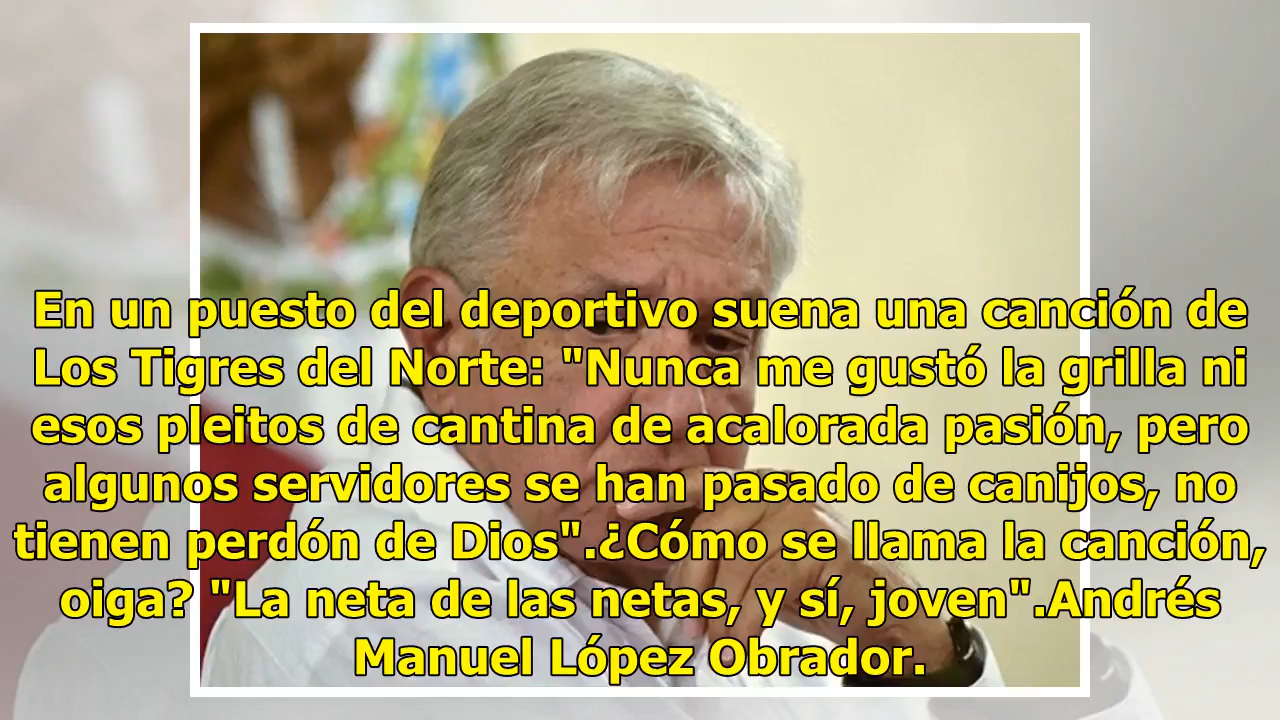 En un puesto del deportivo suena una canción de
Los Tigres del Norte: "Nunca me gustó la grilla ni
esos pleitos de cantina de acalorada pasión, pero
algunos servidores se han pasado de canijos, no
tienen perdón de Dios".¿Cómo se llama la canción,
oiga? "La neta de las netas, y sí, joven".Andrés
Manuel López Obrador.